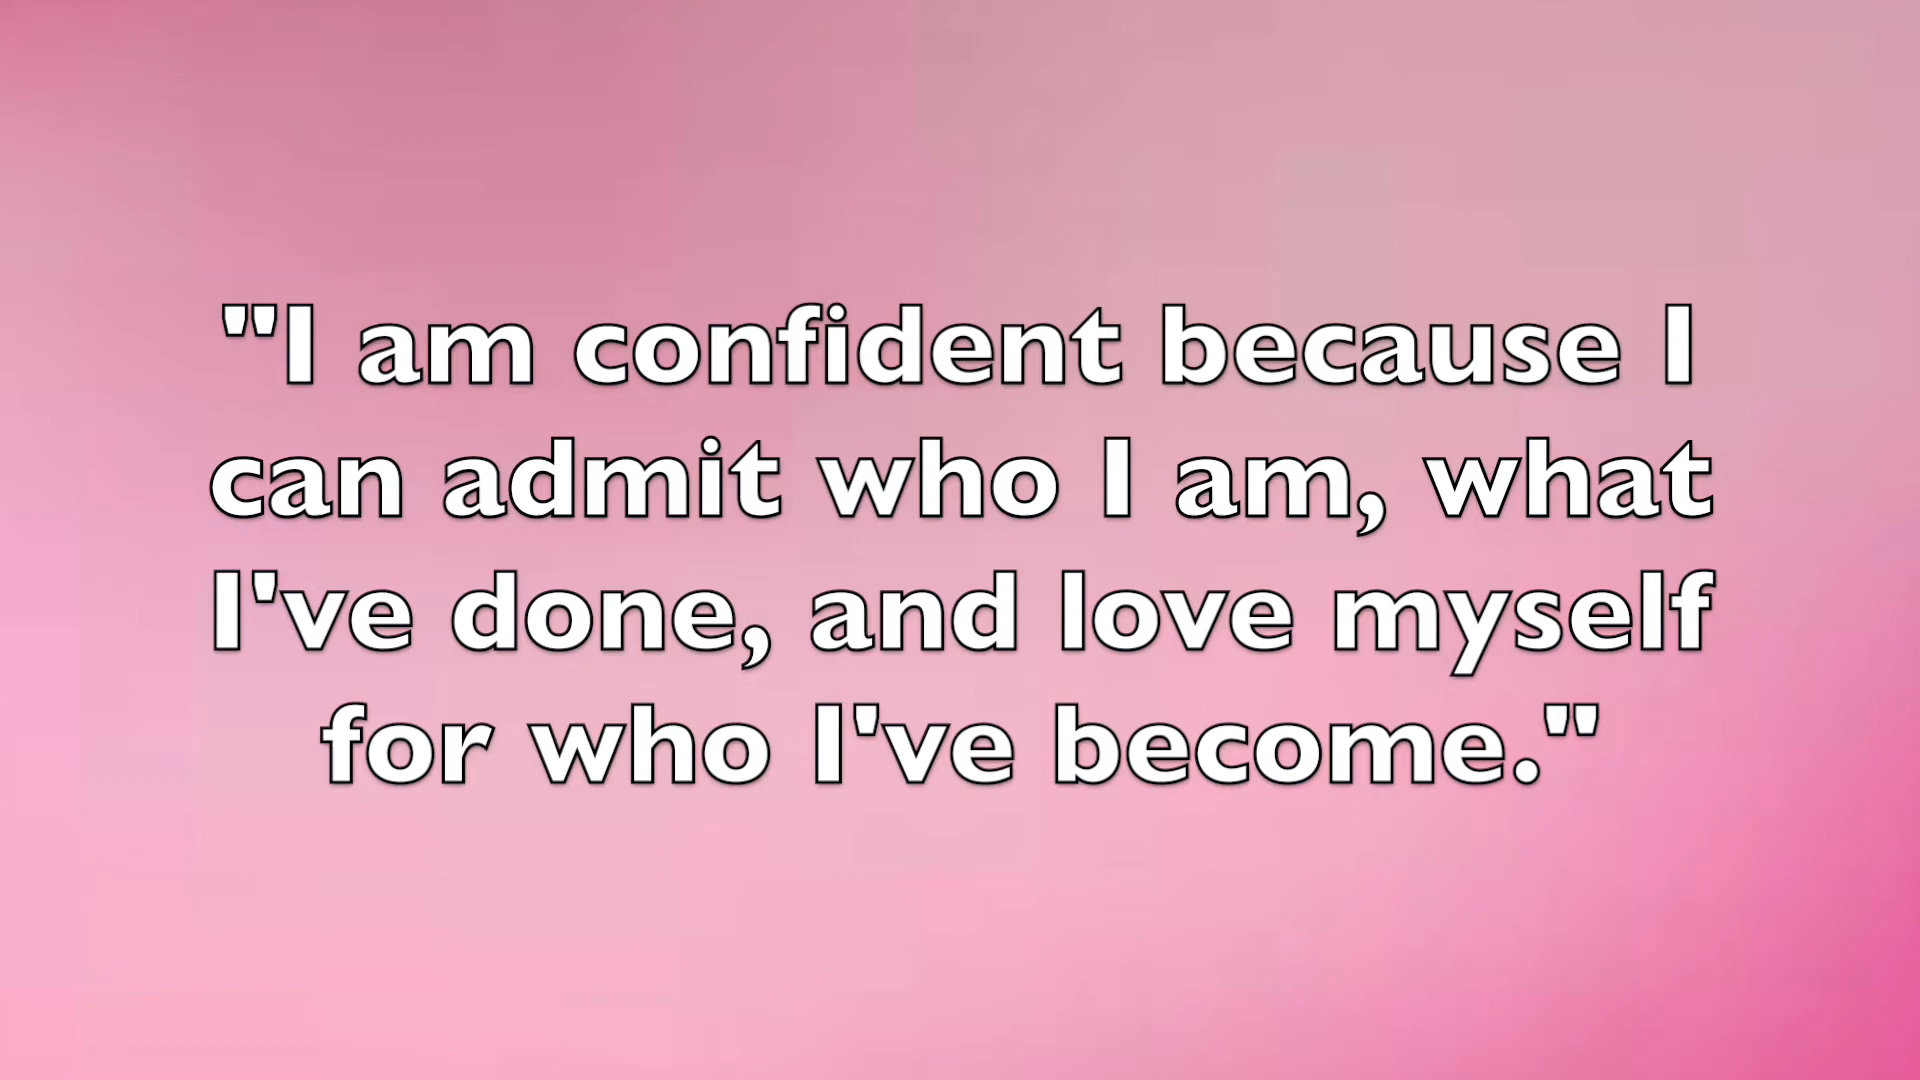 "I am confident because I
can admit who I am, what
I've done, and love myself
for who I've become."